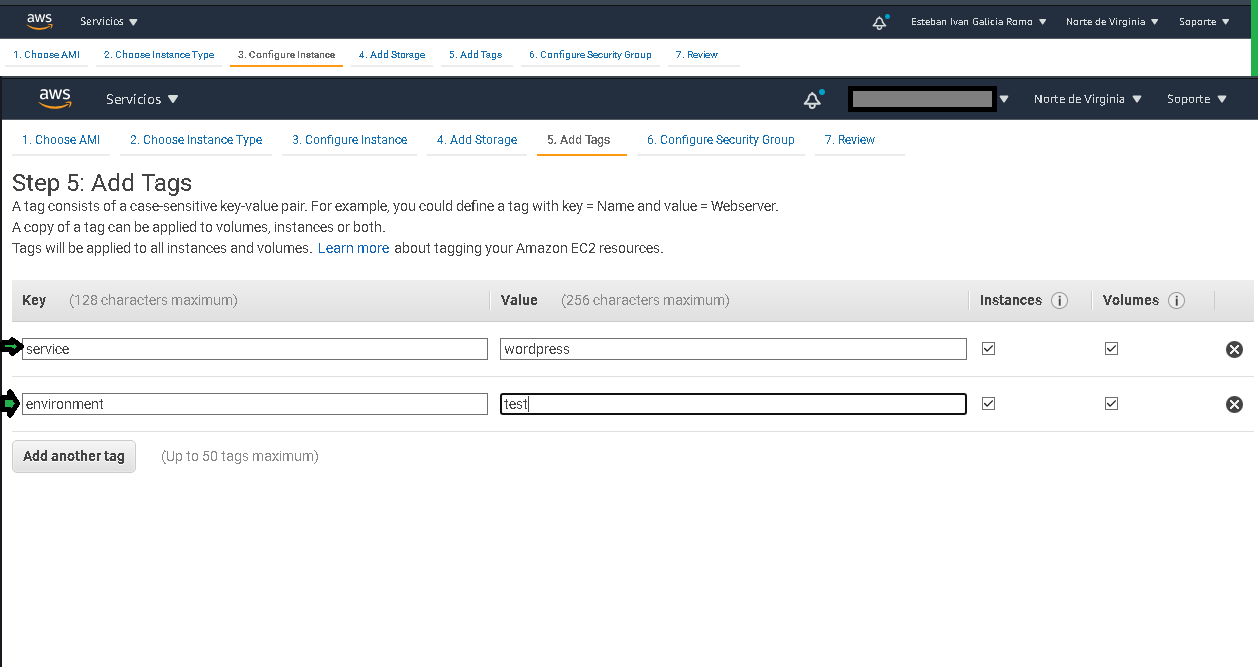 aws Servicios Esteban Ivan Galicia Romo Norte de Virginia Soporte
1. Choose AMI 2. Choose Instance Type 3. Configure Instance 4. Add Storage 5. Add Tags 6. Configure Security Group 7. Review
aws Servicios Norte de Virginia Soporte
1. Choose AMI 2. Choose Instance Type 3. Configure Instance 4. Add Storage 5. Add Tags 6. Configure Security Group 7. Review
Step 5: Add Tags
A tag consists of a case-sensitive key-value pair. For example, you could define a tag with key = Name and value = Webserver.
A copy of a tag can be applied to volumes, instances or both.
Tags will be applied to all instances and volumes. Learn more about tagging your Amazon EC2 resources.
Key (128 characters maximum) Value (256 characters maximum) Instances i Volumes i
service wordpress
environment test
Add another tag (Up to 50 tags maximum)